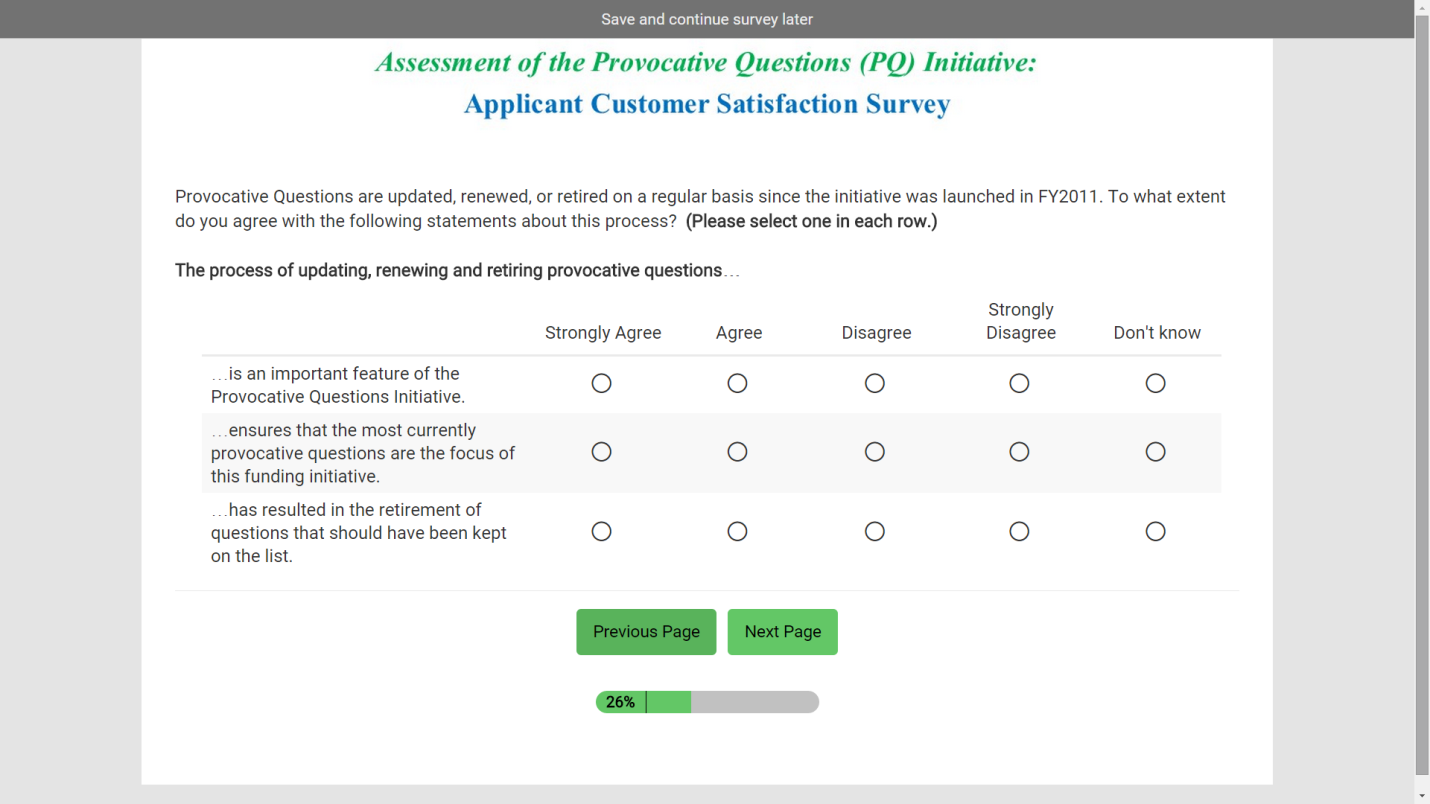 Save and continue survey later
Assessment of the Provocative Questions (PQ) Initiative:
Applicant Customer Satisfaction Survey
Provocative Questions are updated, renewed, or retired on a regular basis since the initiative was launched in FY2011. To what extent
do you agree with the following statements about this process? (Please select one in each row.)
The process of updating, renewing and retiring provocative questions…
Strongly Agree
Agree
Disagree
Strongly
Disagree
Don't know
…is an important feature of the
Provocative Questions Initiative.
…ensures that the most currently
provocative questions are the focus of
this funding initiative.
…has resulted in the retirement of
questions that should have been kept
on the list.
Previous Page
Next Page
26%